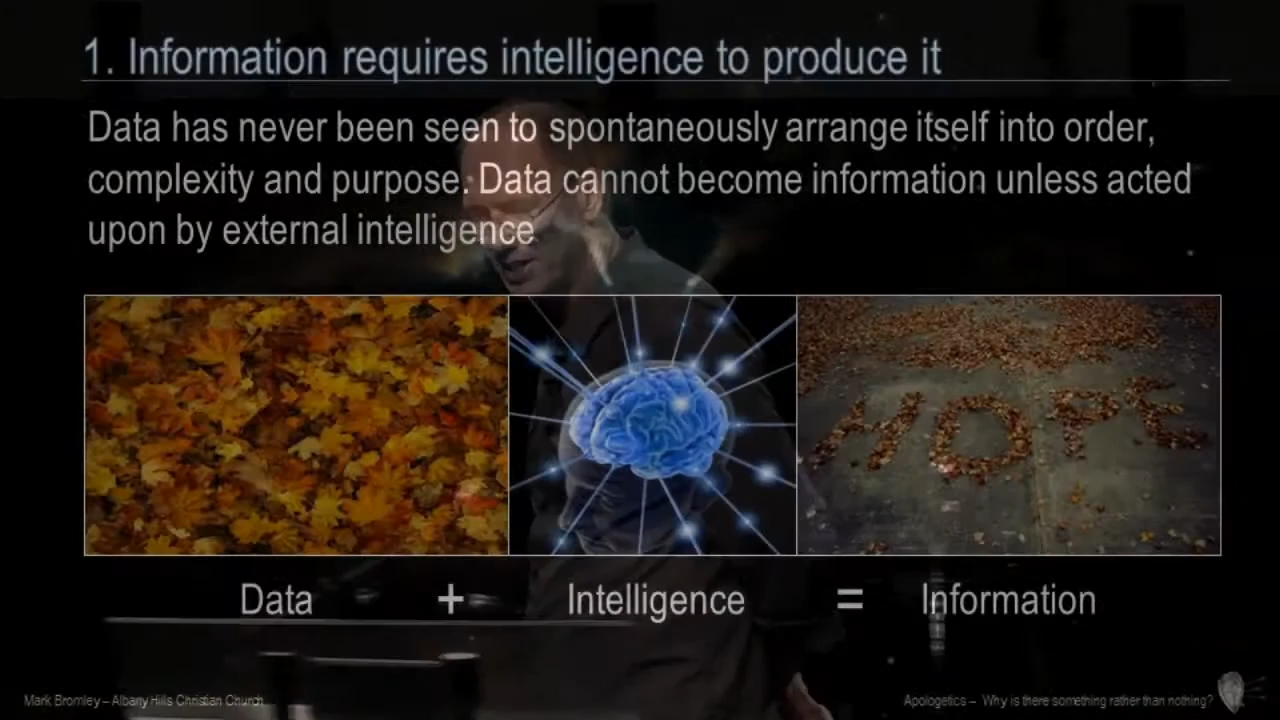 1. Information requires intelligence to produce it
Data has never been seen to spontaneously arrange itself into order,
complexity and purpose. Data cannot become information unless acted
upon by external intelligence
HOPE
Data + Intelligence = Information
Mark Bromley – Albany Hills Christian Church
Apologetics – Why is there something rather than nothing?